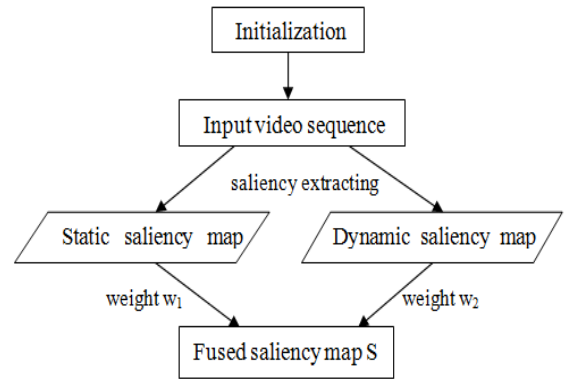 Initialization
Input video sequence
saliency extracting
Static saliency map
Dynamic saliency map
weight w₁
weight w₂
Fused saliency map S